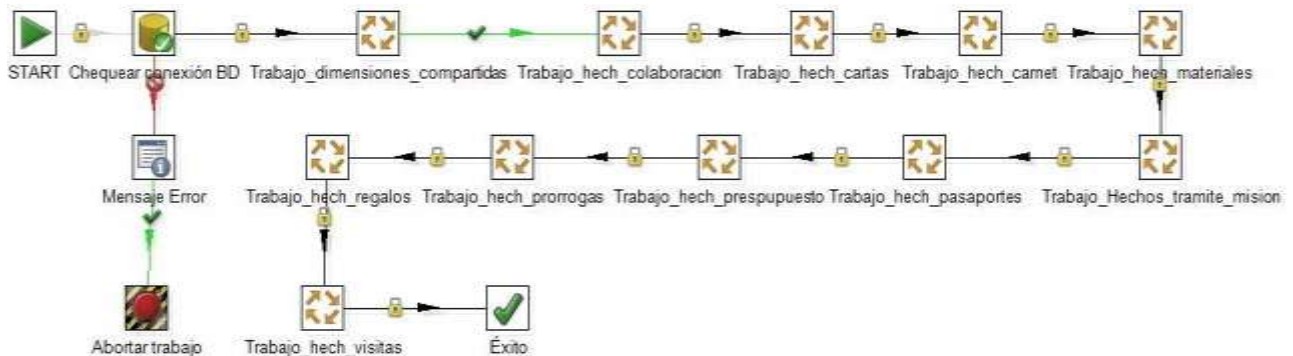 START Chequear conexión BD Trabajo_dimensiones_compartidas Trabajo_hech_colaboracion Trabajo_hech_cartas Trabajo_hech_carnet Trabajo_hech_materiales
Mensaje Error Trabajo_hech_regalos Trabajo_hech_prorrogas Trabajo_hech_prespupuesto Trabajo_hech_pasaportes Trabajo_Hechos_tramite_mision
Abortar trabajo Trabajo_hech_visitas Éxito